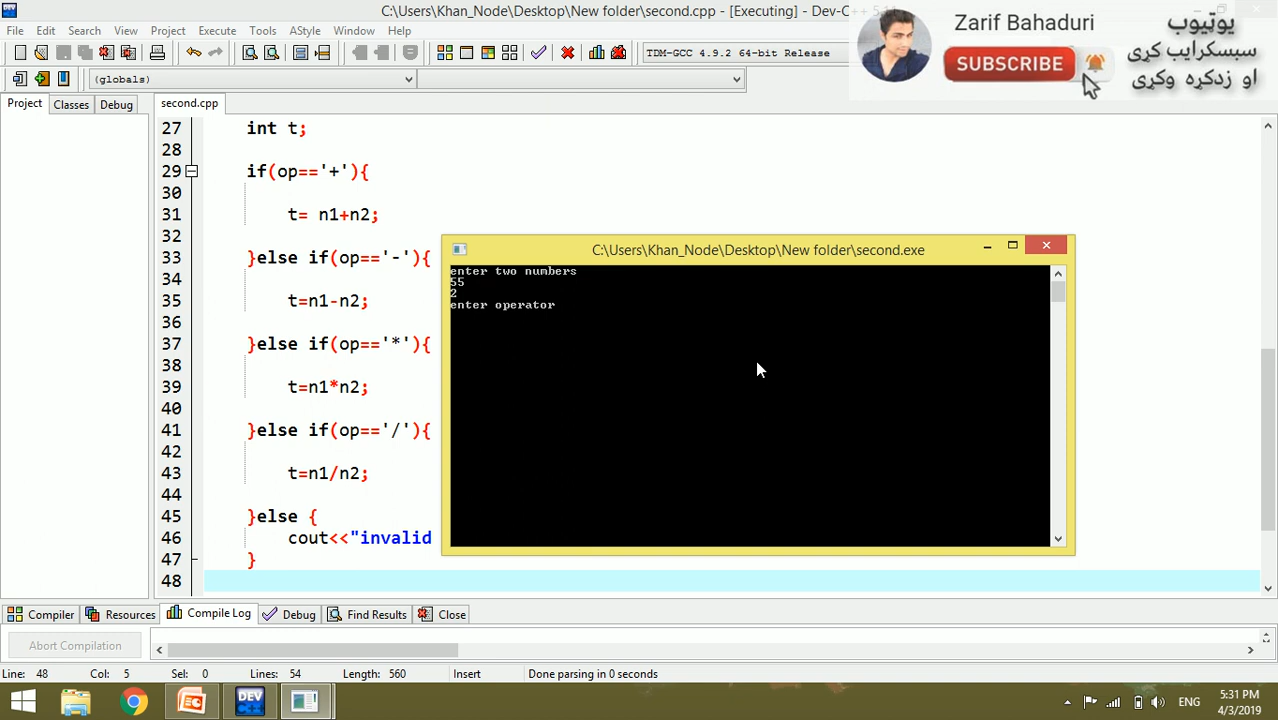 C:\Users\Khan_Node\Desktop\New folder\second.cpp - [Executing] - Dev-C++
Zarif Bahaduri
SUBSCRIBE
یوټیوب
سبسکرایب کړی
او زدکړه وکړی
File Edit Search View Project Execute Tools AStyle Window Help
TDM-GCC 4.9.2 64-bit Release
(globals)
Project Classes Debug
second.cpp
27 int t;
28
29 if(op=='+'){
30
31 t= n1+n2;
32
33 }else if(op=='-'){
34
35 t=n1-n2;
36
37 }else if(op=='*'){
38
39 t=n1*n2;
40
41 }else if(op=='/'){
42
43 t=n1/n2;
44
45 }else {
46 cout<<"invalid
47 }
48
C:\Users\Khan_Node\Desktop\New folder\second.exe
enter two numbers
55
2
enter operator
Compiler Resources Compile Log Debug Find Results Close
Abort Compilation
Line: 48 Col: 5 Sel: 0 Lines: 54 Length: 560 Insert Done parsing in 0 seconds
DEV
C++
ENG
5:31 PM
4/3/2019